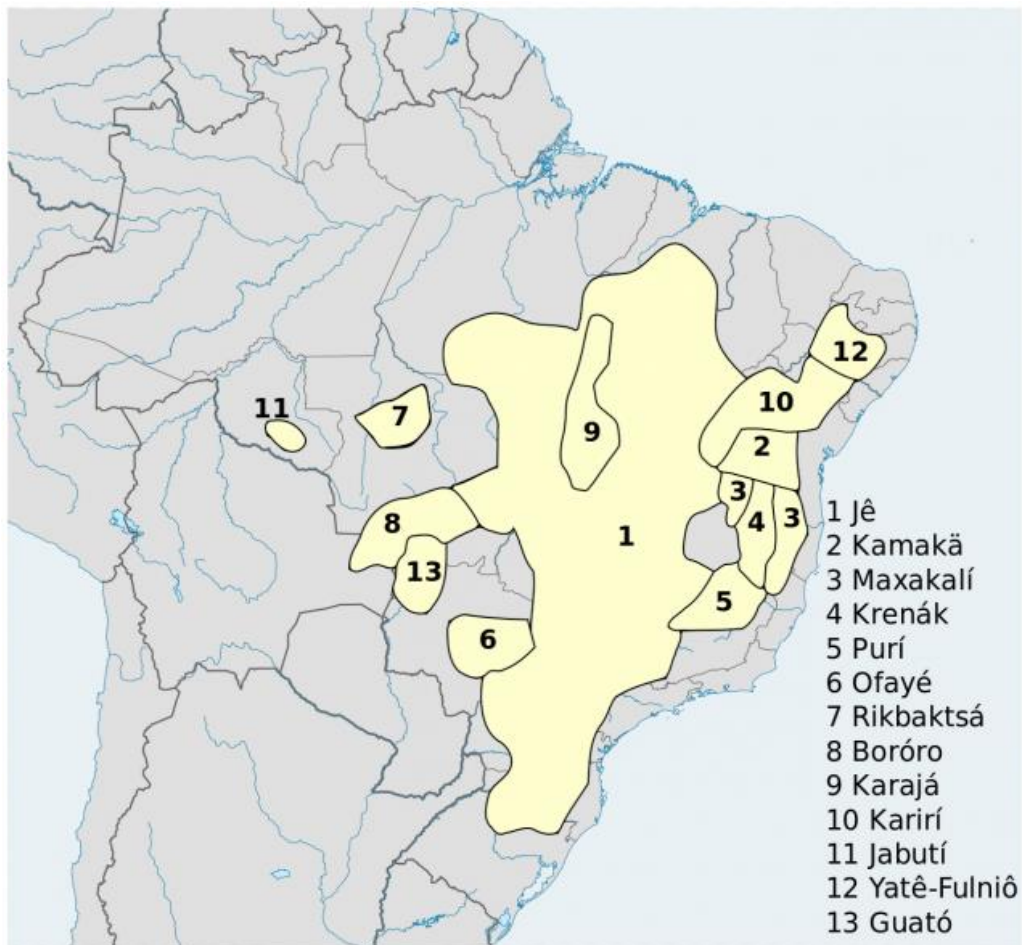 12
10
11
7
9
2
3
4
3
8
1
13
5
6
1 Jê
2 Kamakä
3 Maxakalí
4 Krenák
5 Purí
6 Ofayé
7 Rikbaktsá
8 Boróro
9 Karajá
10 Karirí
11 Jabutí
12 Yatê-Fulniô
13 Guató